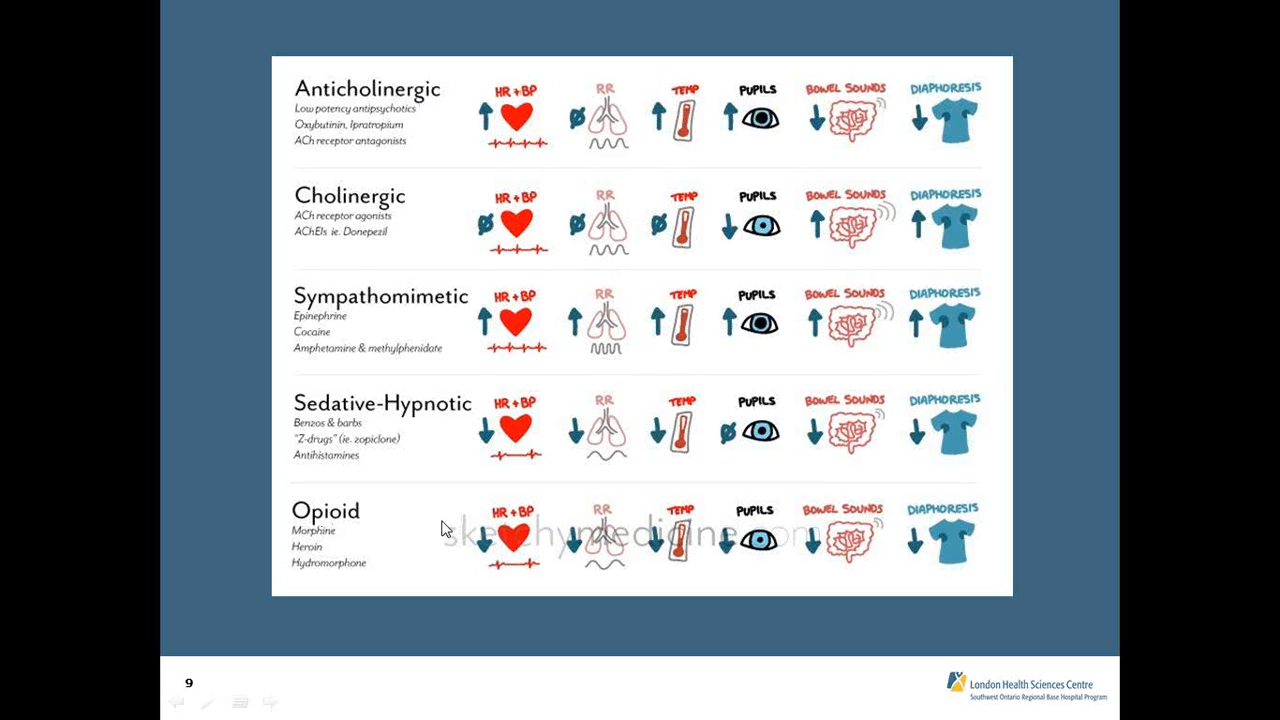 Anticholinergic
Low potency antipsychotics
Oxybutinin, Ipratropium
ACh receptor antagonists
HR + BP
RR
TEMP
PUPILS
BOWEL SOUNDS
DIAPHORESIS
Cholinergic
ACh receptor agonists
AChEIs ie. Donepezil
HR + BP
RR
TEMP
PUPILS
BOWEL SOUNDS
DIAPHORESIS
Sympathomimetic
Epinephrine
Cocaine
Amphetamine & methylphenidate
HR + BP
RR
TEMP
PUPILS
BOWEL SOUNDS
DIAPHORESIS
Sedative-Hypnotic
Benzos & barbs
"Z-drugs" (ie. zopiclone)
Antihistamines
HR + BP
RR
TEMP
PUPILS
BOWEL SOUNDS
DIAPHORESIS
Opioid
Morphine
Heroin
Hydromorphone
HR + BP
RR
TEMP
PUPILS
BOWEL SOUNDS
DIAPHORESIS
sketchymedicine.com
9
London Health Sciences Centre
Southwest Ontario Regional Base Hospital Program